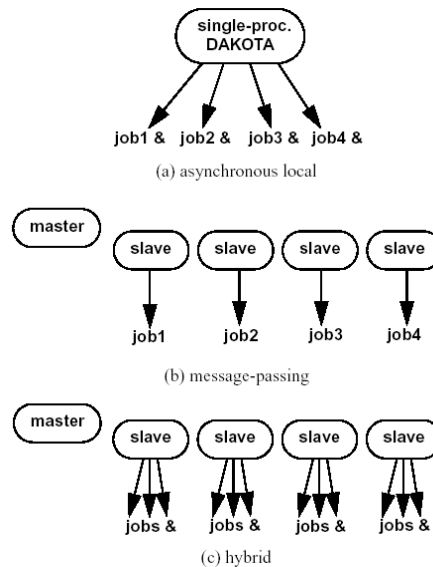 single-proc.
DAKOTA
job1 & job2 & job3 & job4 &
(a) asynchronous local
master
slave slave slave slave
job1 job2 job3 job4
(b) message-passing
master
slave slave slave slave
jobs & jobs & jobs & jobs &
(c) hybrid